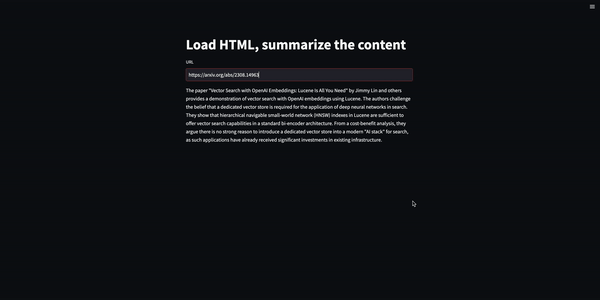 Load HTML, summarize the content
URL
https://arxiv.org/abs/2308.14963
The paper "Vector Search with OpenAI Embeddings: Lucene Is All You Need" by Jimmy Lin and others
provides a demonstration of vector search with OpenAI embeddings using Lucene. The authors challenge
the belief that a dedicated vector store is required for the application of deep neural networks in search.
They show that hierarchical navigable small-world network (HNSW) indexes in Lucene are sufficient to
offer vector search capabilities in a standard bi-encoder architecture. From a cost-benefit analysis, they
argue there is no strong reason to introduce a dedicated vector store into a modern "AI stack" for search,
as such applications have already received significant investments in existing infrastructure.